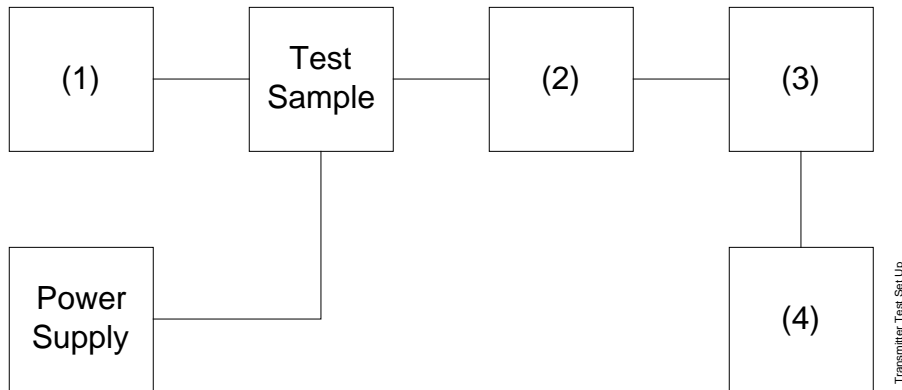 (1)
Test
Sample
(2)
(3)
Power
Supply
(4)
Transmitter Test Set Up